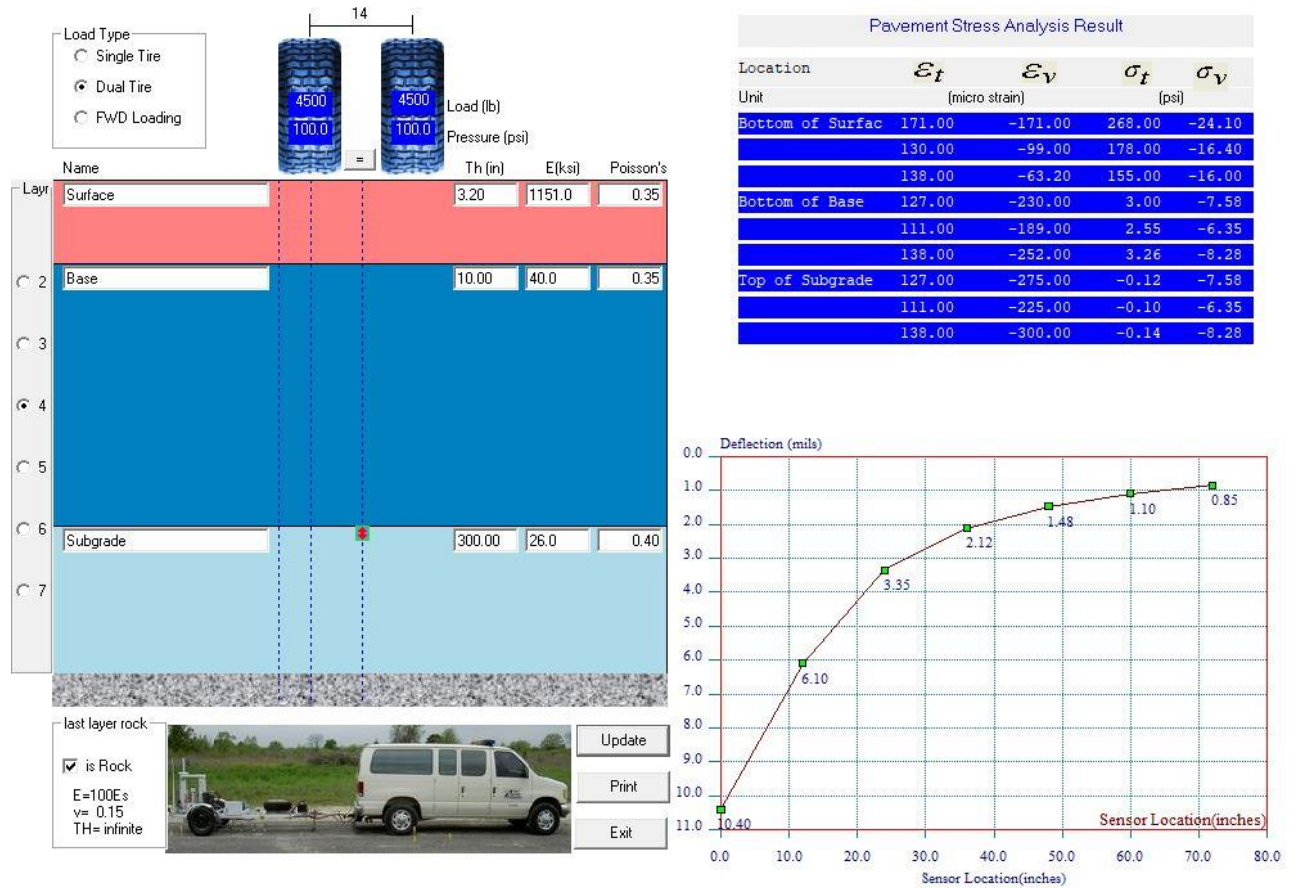 Load Type
Single Tire
Dual Tire
FWD Loading
14
4500 4500 Load (lb)
100.0 100.0 Pressure (psi)
=
Name Th (in) E(ksi) Poisson's
Layr
Surface 3.20 1151.0 0.35
2 Base 10.00 40.0 0.35
3
4
5
6 Subgrade 300.00 26.0 0.40
7
last layer rock
is Rock
E=100Es
v= 0.15
TH= infinite
Update
Print
Exit
Pavement Stress Analysis Result
Location εt εv σt σv
Unit (micro strain) (psi)
Bottom of Surfac 171.00 -171.00 268.00 -24.10
130.00 -99.00 178.00 -16.40
138.00 -63.20 155.00 -16.00
Bottom of Base 127.00 -230.00 3.00 -7.58
111.00 -189.00 2.55 -6.35
138.00 -252.00 3.26 -8.28
Top of Subgrade 127.00 -275.00 -0.12 -7.58
111.00 -225.00 -0.10 -6.35
138.00 -300.00 -0.14 -8.28
Deflection (mils)
0.0
1.0
2.0
3.0
4.0
5.0
6.0
7.0
8.0
9.0
10.0
11.0
10.40
6.10
3.35
2.12
1.48
1.10
0.85
Sensor Location(inches)
0.0 10.0 20.0 30.0 40.0 50.0 60.0 70.0 80.0
Sensor Location(inches)